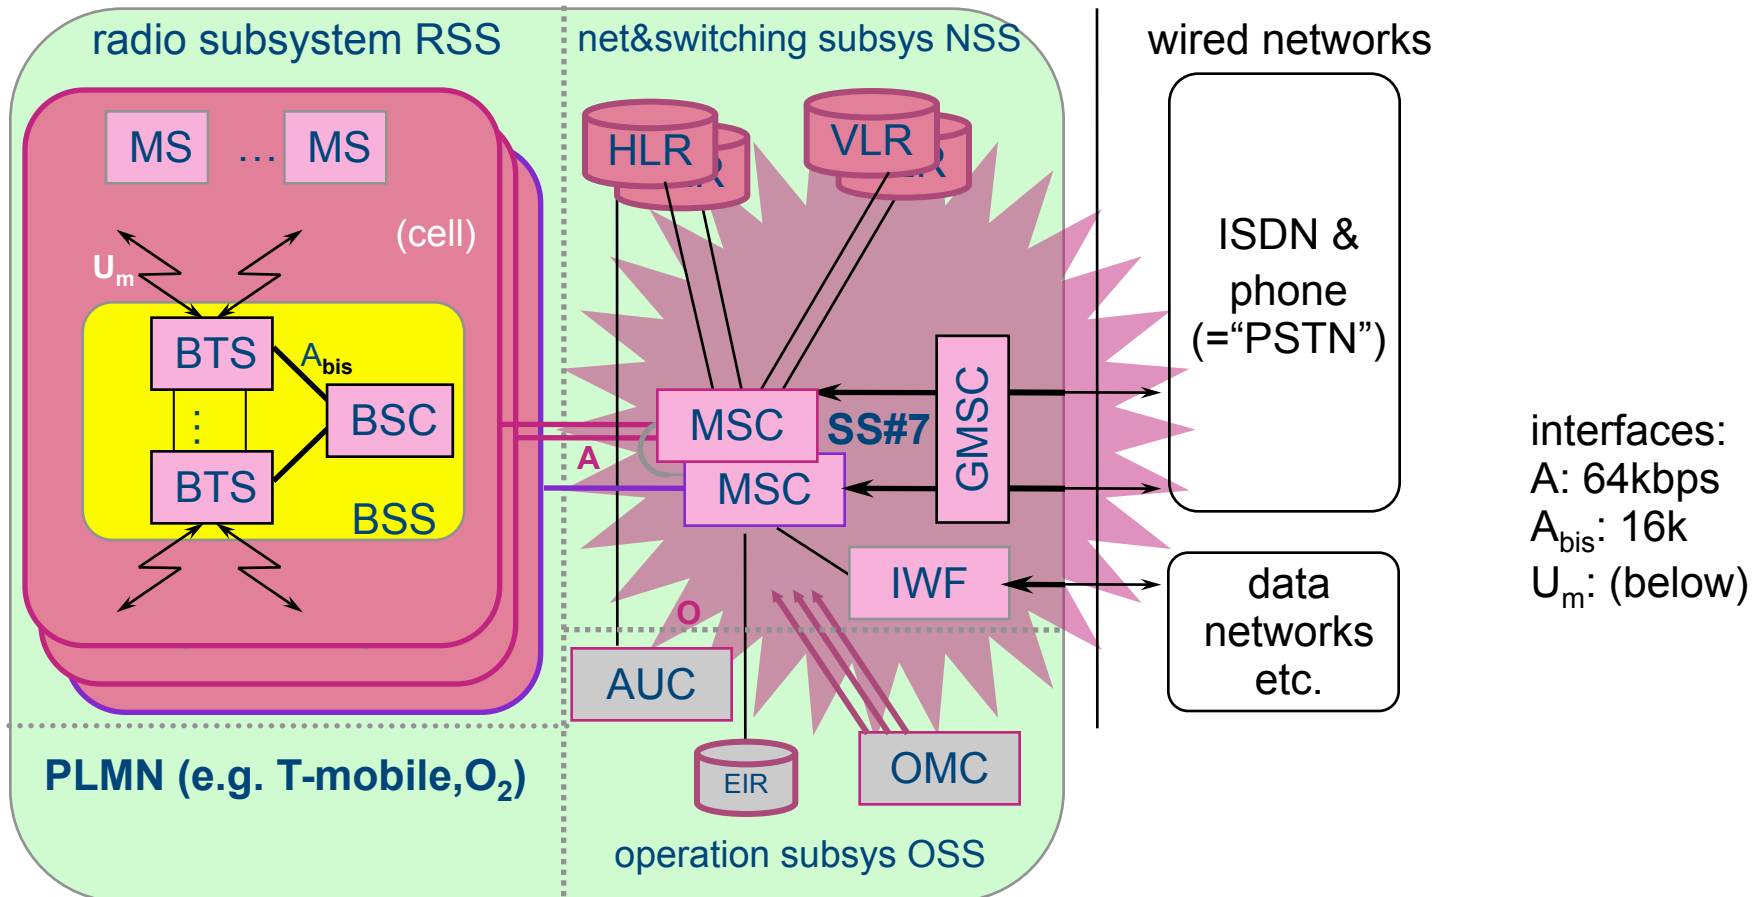 radio subsystem RSS
net&switching subsys NSS
wired networks
MS ... MS
(cell)
Um
BTS
Abis
BSC
⋮
BTS
BSS
HLR
R
VLR
R
A
MSC
MSC
SS#7
GMSC
IWF
O
AUC
EIR
OMC
operation subsys OSS
PLMN (e.g. T-mobile,O2)
ISDN &
phone
(=“PSTN”)
data
networks
etc.
interfaces:
A: 64kbps
Abis: 16k
Um: (below)